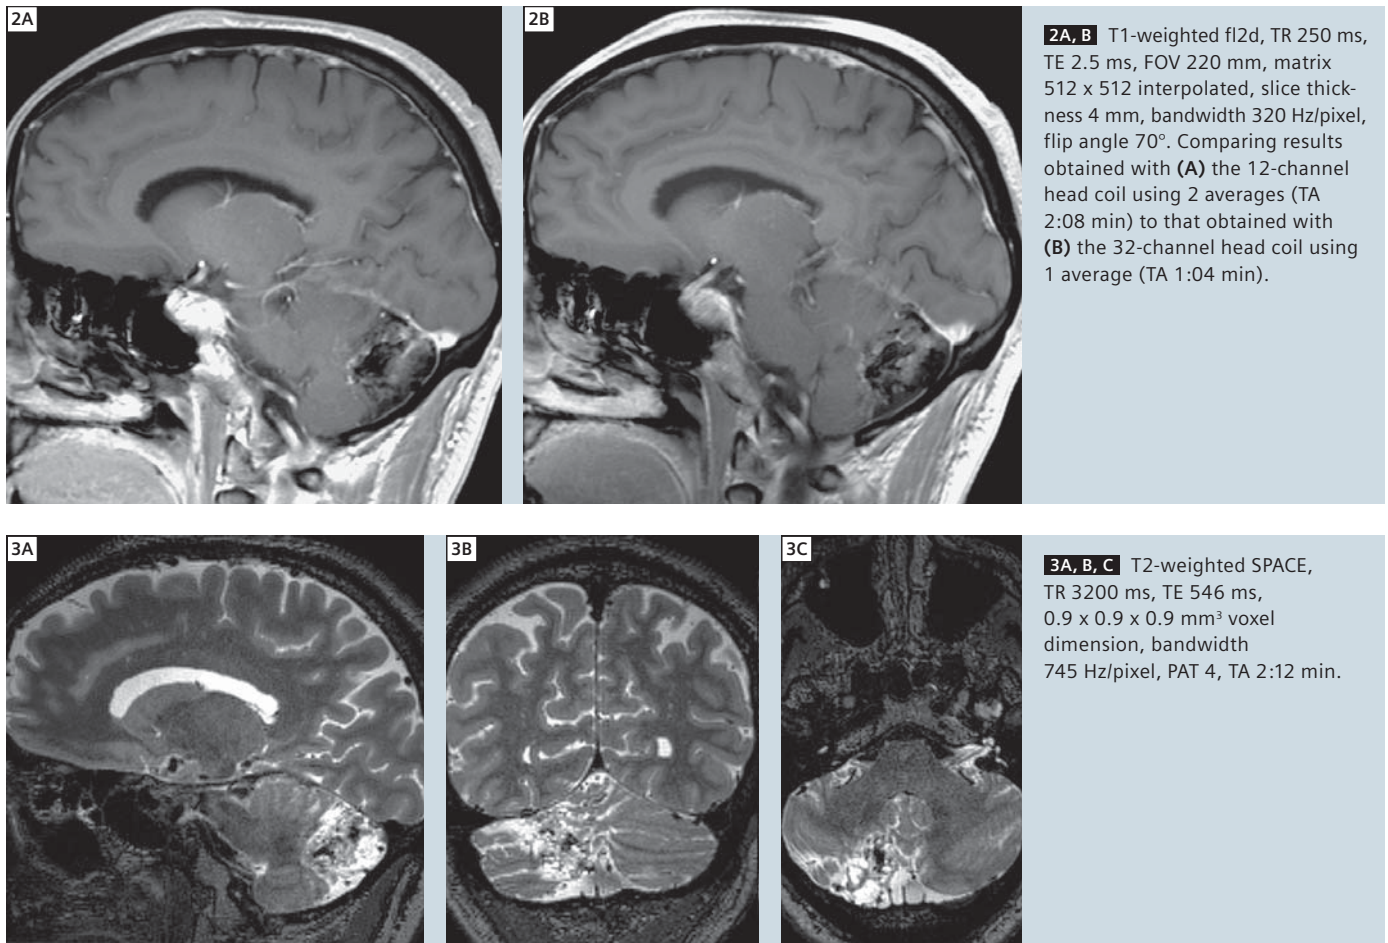 2A
2B
2A, B T1-weighted fl2d, TR 250 ms,
TE 2.5 ms, FOV 220 mm, matrix
512 x 512 interpolated, slice thick-
ness 4 mm, bandwidth 320 Hz/pixel,
flip angle 70°. Comparing results
obtained with (A) the 12-channel
head coil using 2 averages (TA
2:08 min) to that obtained with
(B) the 32-channel head coil using
1 average (TA 1:04 min).
3A
3B
3C
3A, B, C T2-weighted SPACE,
TR 3200 ms, TE 546 ms,
0.9 x 0.9 x 0.9 mm³ voxel
dimension, bandwidth
745 Hz/pixel, PAT 4, TA 2:12 min.